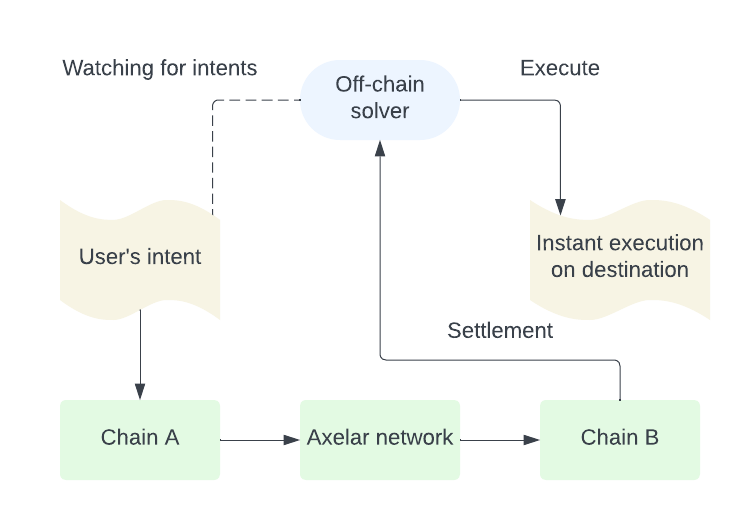 Watching for intents
Off-chain
solver
Execute
User's intent
Instant execution
on destination
Settlement
Chain A
Axelar network
Chain B